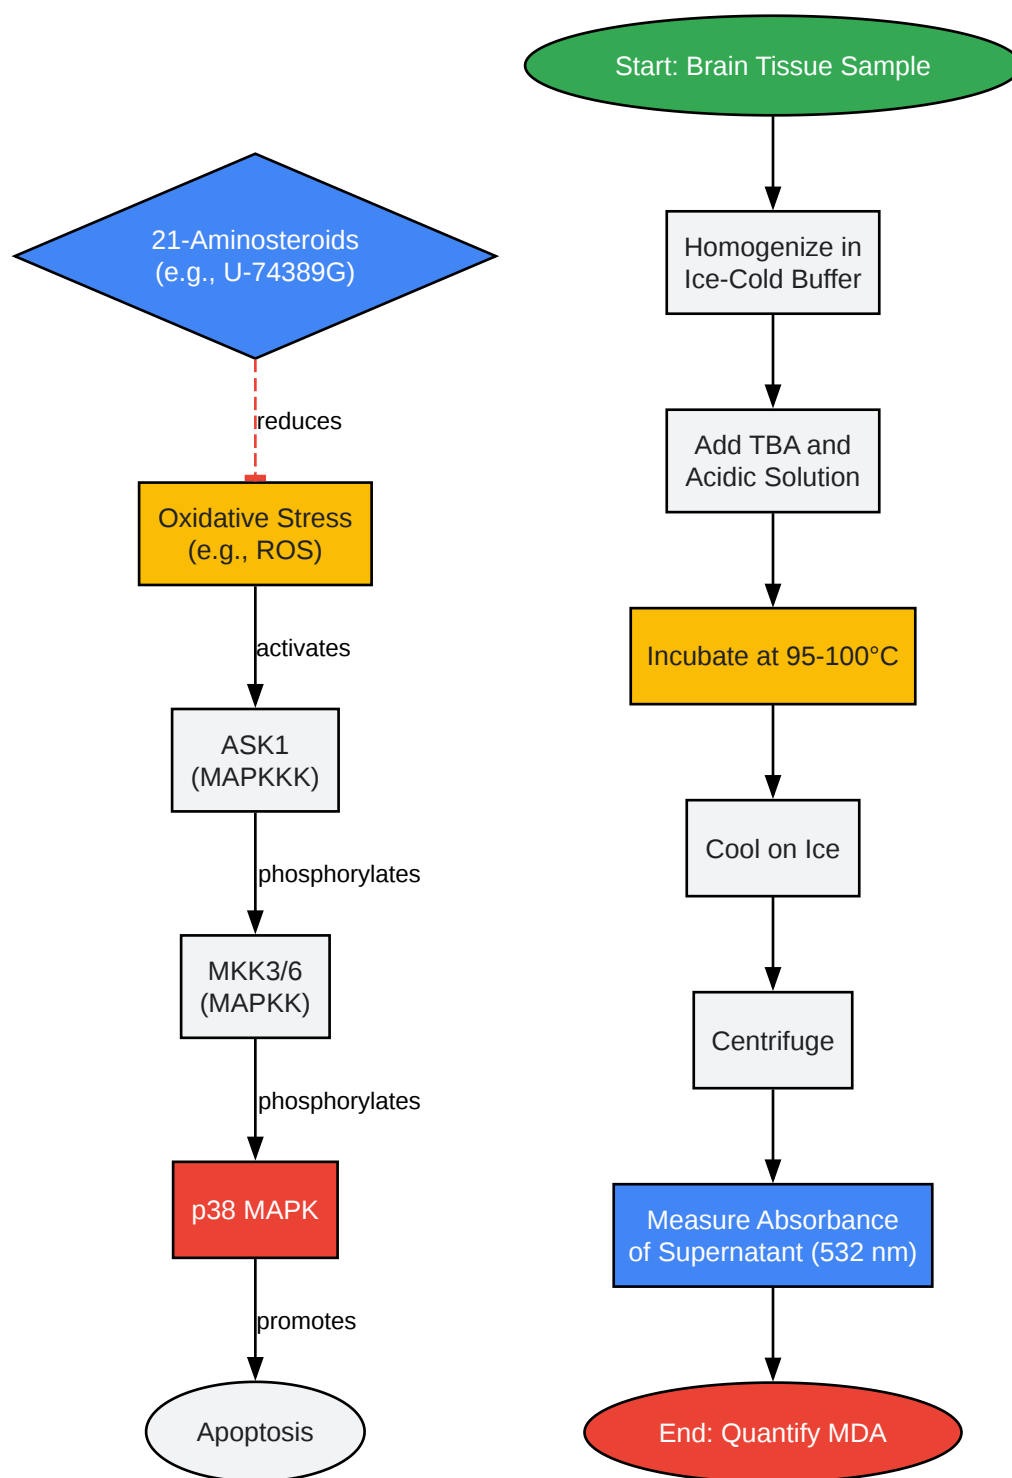 21-Aminosteroids
(e.g., U-74389G)
reduces
Oxidative Stress
(e.g., ROS)
activates
ASK1
(MAPKKK)
phosphorylates
MKK3/6
(MAPKK)
phosphorylates
p38 MAPK
promotes
Apoptosis
Start: Brain Tissue Sample
Homogenize in
Ice-Cold Buffer
Add TBA and
Acidic Solution
Incubate at 95-100°C
Cool on Ice
Centrifuge
Measure Absorbance
of Supernatant (532 nm)
End: Quantify MDA